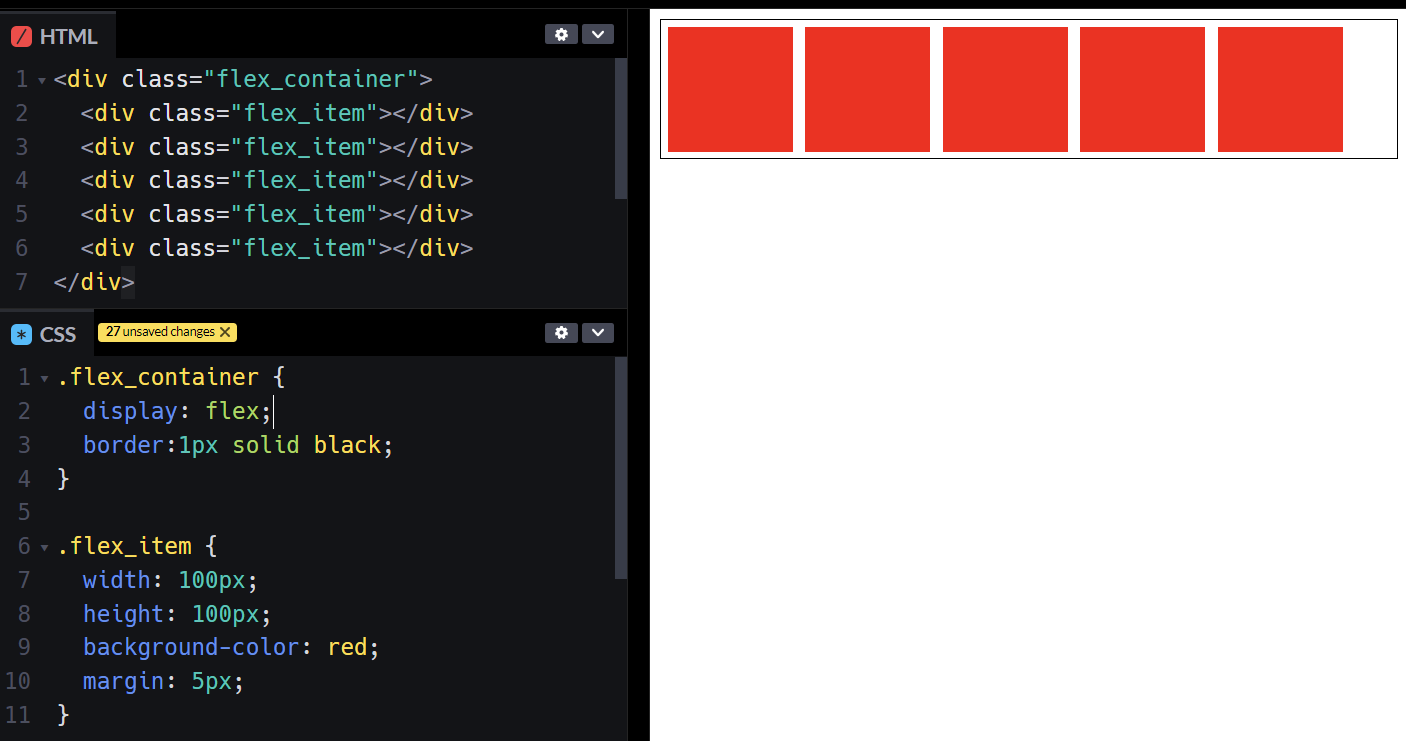 HTML
1 <div class="flex_container">
2 <div class="flex_item"></div>
3 <div class="flex_item"></div>
4 <div class="flex_item"></div>
5 <div class="flex_item"></div>
6 <div class="flex_item"></div>
7 </div>
CSS 27 unsaved changes
1 .flex_container {
2 display: flex;
3 border:1px solid black;
4 }
5
6 .flex_item {
7 width: 100px;
8 height: 100px;
9 background-color: red;
10 margin: 5px;
11 }